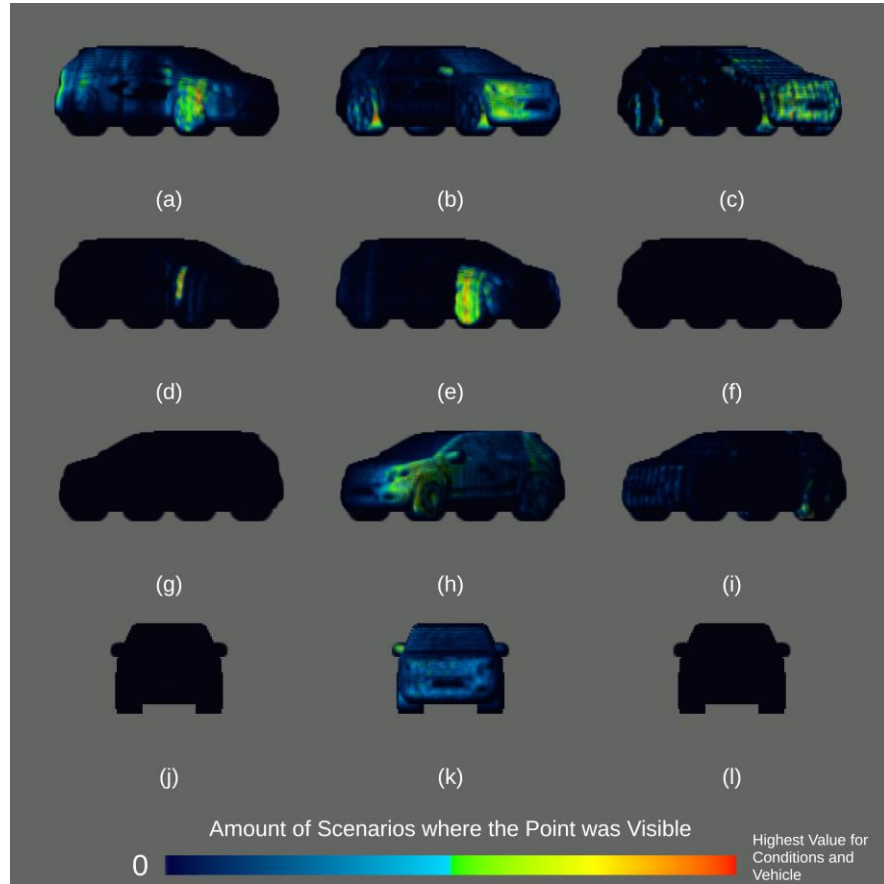 (a)
(b)
(c)
(d)
(e)
(f)
(g)
(h)
(i)
(j)
(k)
(l)
Amount of Scenarios where the Point was Visible
0
Highest Value for
Conditions and
Vehicle